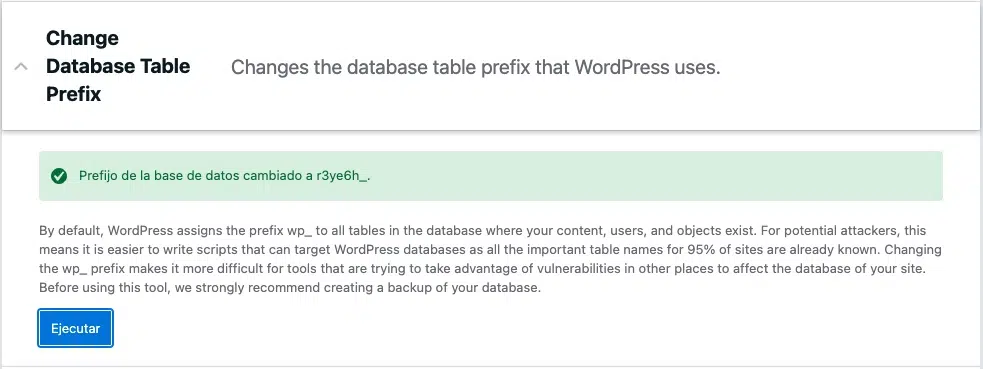 Change
Database Table
Prefix
Changes the database table prefix that WordPress uses.
Prefijo de la base de datos cambiado a r3ye6h_.
By default, WordPress assigns the prefix wp_ to all tables in the database where your content, users, and objects exist. For potential attackers, this
means it is easier to write scripts that can target WordPress databases as all the important table names for 95% of sites are already known. Changing
the wp_ prefix makes it more difficult for tools that are trying to take advantage of vulnerabilities in other places to affect the database of your site.
Before using this tool, we strongly recommend creating a backup of your database.
Ejecutar